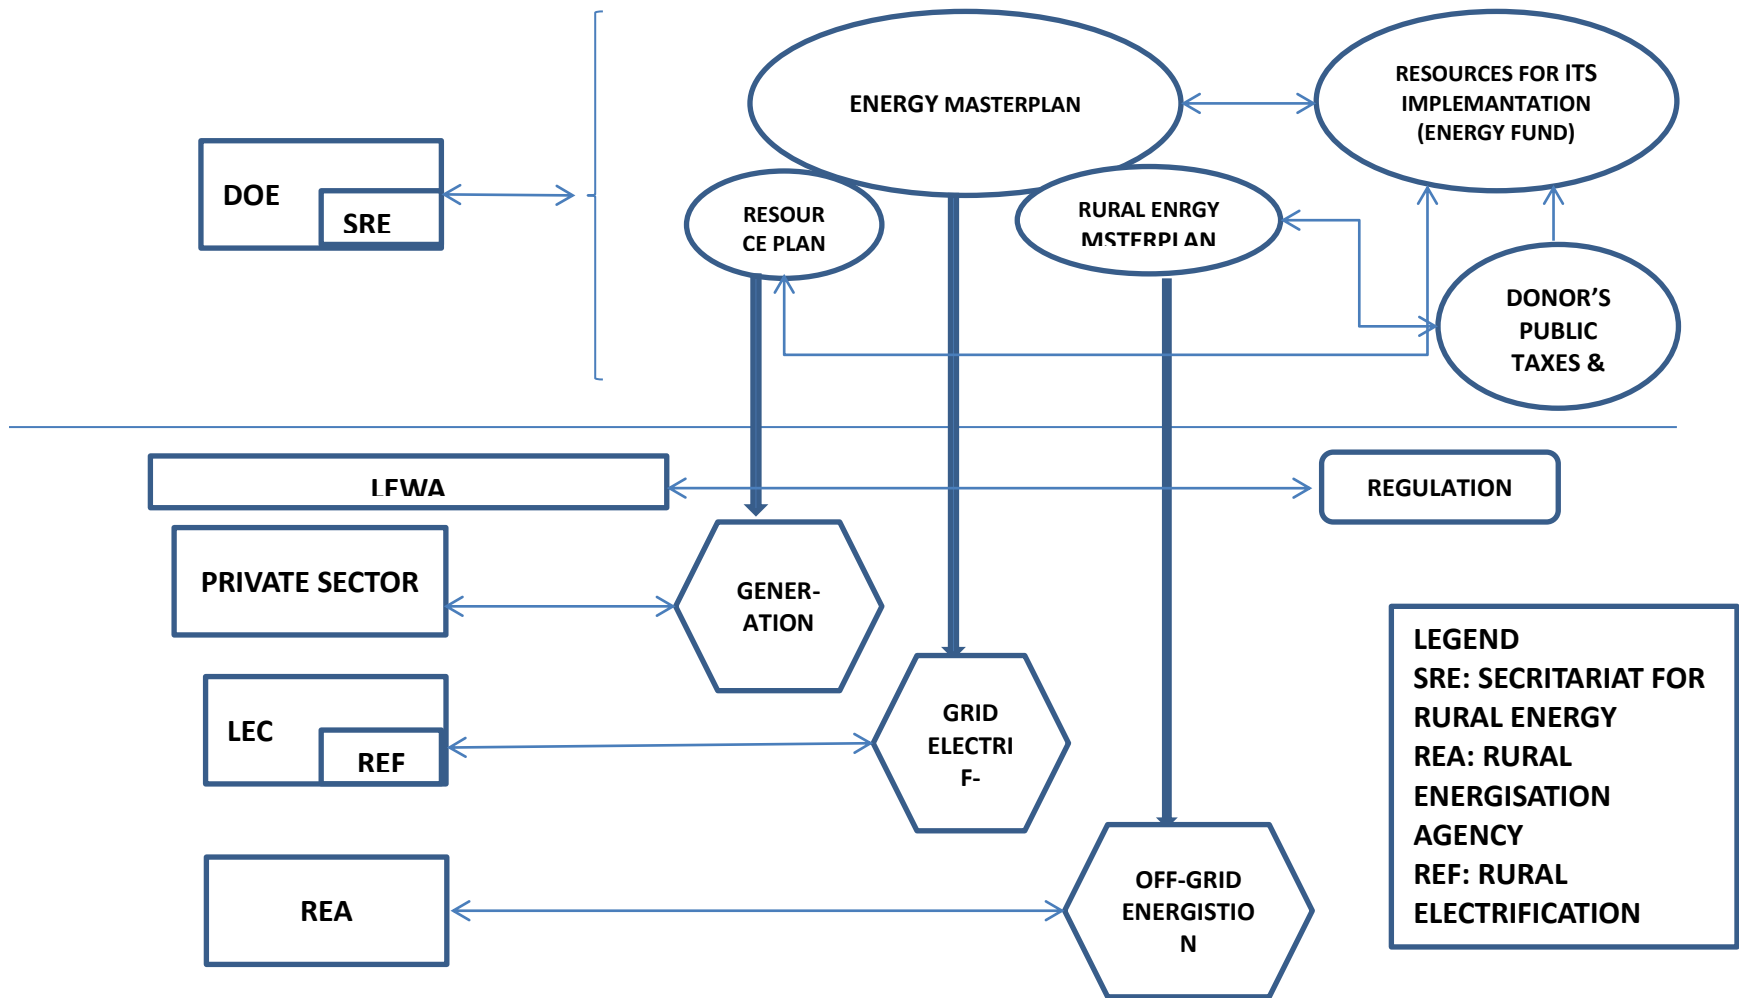 ENERGY MASTERPLAN
RESOURCES FOR ITS
IMPLEMANTATION
(ENERGY FUND)
DOE
SRE
RESOUR
CE PLAN
RURAL ENRGY
MSTERPLAN
DONOR'S
PUBLIC
TAXES &
LEWA
REGULATION
PRIVATE SECTOR
GENER-
ATION
LEC
REF
GRID
ELECTRI
F-
REA
OFF-GRID
ENERGISTIO
N
LEGEND
SRE: SECRITARIAT FOR
RURAL ENERGY
REA: RURAL
ENERGISATION
AGENCY
REF: RURAL
ELECTRIFICATION